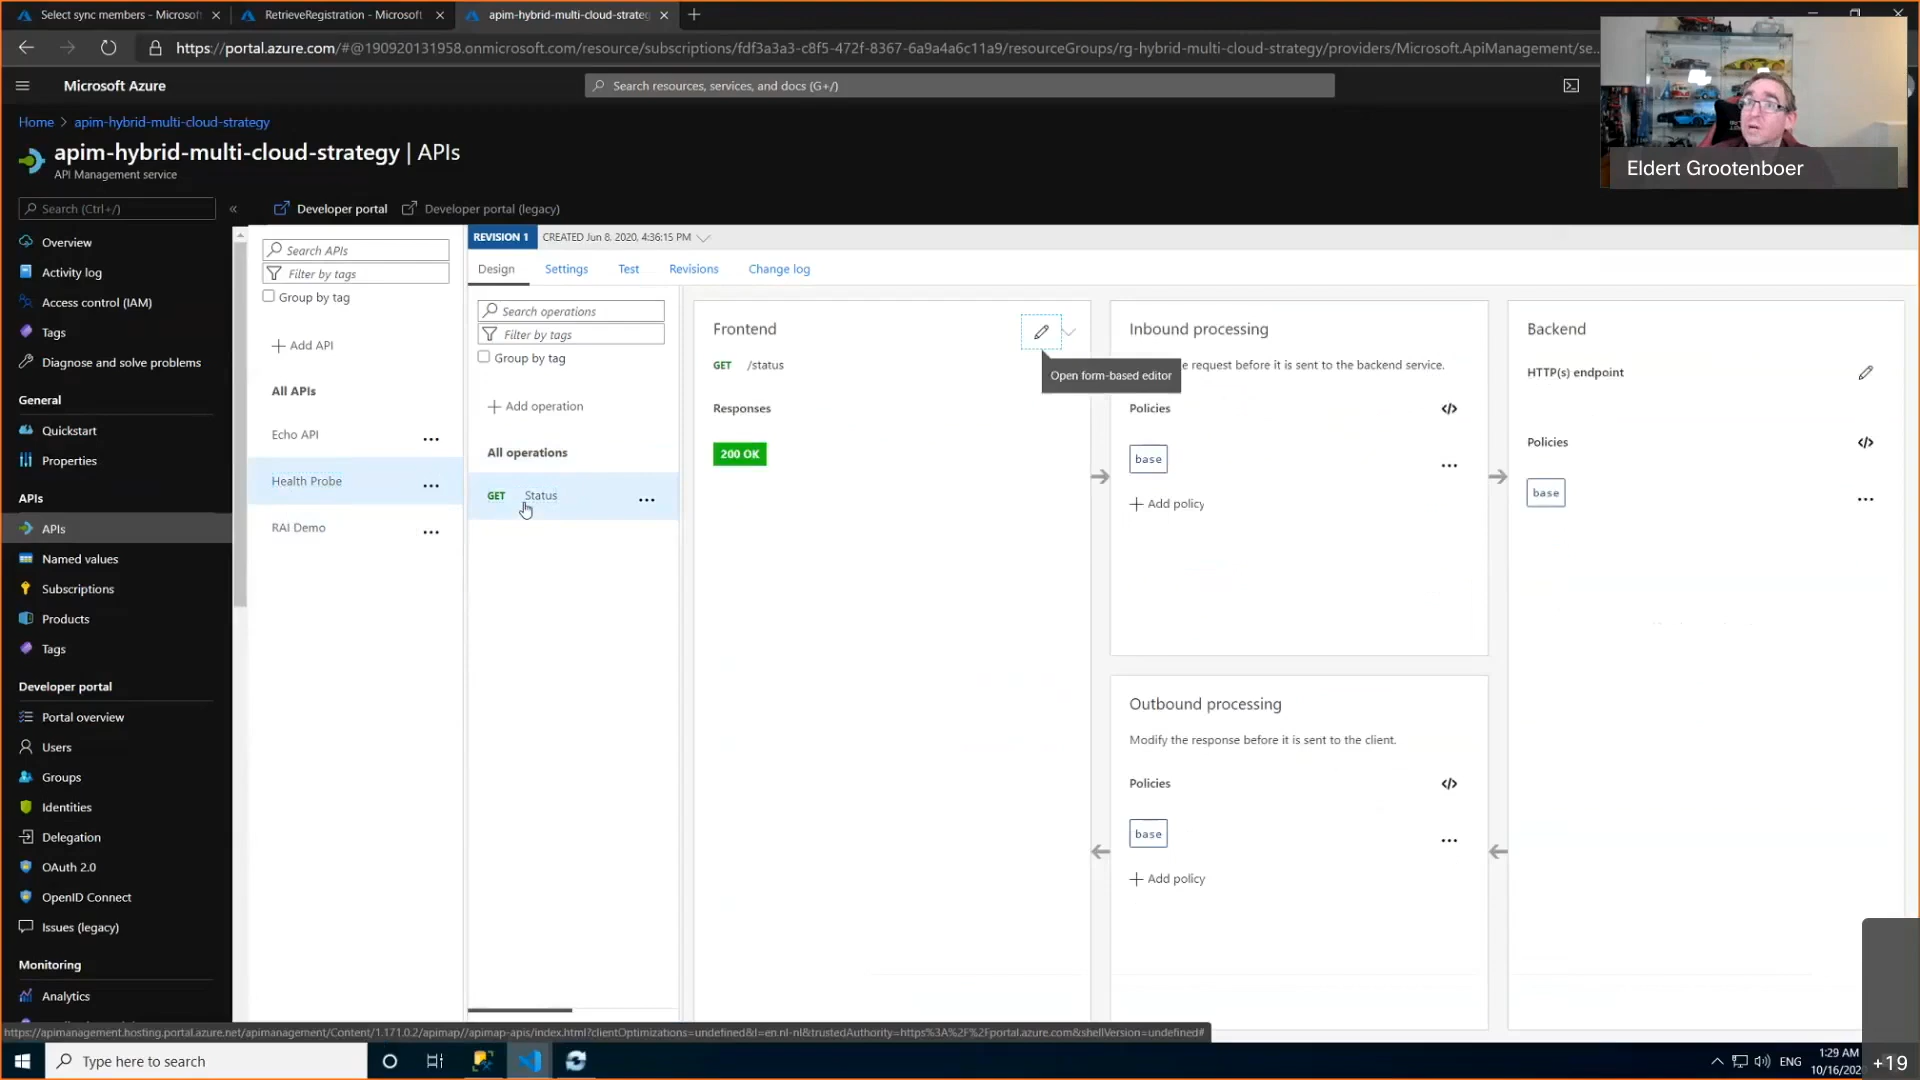 Select sync members - Microsof
RetrieveRegistration - Microsoft
apim-hybrid-multi-cloud-strateg
https://portal.azure.com/#@190920131958.onmicrosoft.com/resource/subscriptions/fdf3a3a3-c8f5-472f-8367-6a9a4a6c11a9/resourceGroups/rg-hybrid-multi-cloud-strategy/providers/Microsoft.ApiManagement/se...
Microsoft Azure
Search resources, services, and docs (G+/)
Eldert Grootenboer
Home > apim-hybrid-multi-cloud-strategy
apim-hybrid-multi-cloud-strategy | APIs
API Management service
Search (Ctrl+/)
«
Developer portal
Developer portal (legacy)
Overview
Activity log
Access control (IAM)
Tags
Diagnose and solve problems
General
Quickstart
Properties
APIs
APIs
Named values
Subscriptions
Products
Tags
Developer portal
Portal overview
Users
Groups
Identities
Delegation
OAuth 2.0
OpenID Connect
Issues (legacy)
Monitoring
Analytics
Search APIs
Filter by tags
Group by tag
Add API
All APIs
Echo API
Health Probe
RAI Demo
REVISION 1
CREATED Jun 8, 2020, 4:36:15 PM
Design
Settings
Test
Revisions
Change log
Search operations
Filter by tags
Group by tag
Add operation
All operations
GET Status
Frontend
GET /status
Responses
200 OK
Open form-based editor
Inbound processing
e request before it is sent to the backend service.
Policies
</>
base
Add policy
Outbound processing
Modify the response before it is sent to the client.
Policies
</>
base
Add policy
Backend
HTTP(s) endpoint
Policies
</>
base
https://apimanagement.hosting.portal.azure.net/apimanagement/Content/1.171.0.2/apimap//apimap-apis/index.html?clientOptimizations=undefined&l=en.nl-nl&trustedAuthority=https%3A%2F%2Fportal.azure.com&shellVersion=undefined#
Type here to search
ENG
1:29 AM
10/16/202
+19